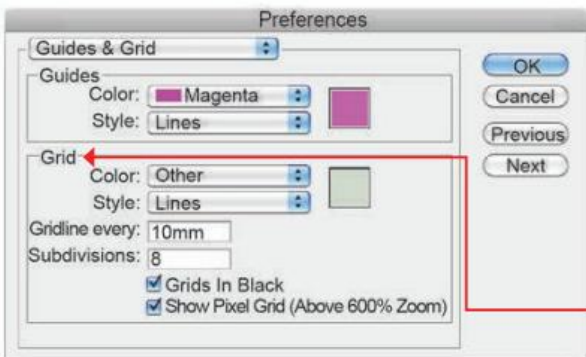 Preferences
Guides & Grid
OK
Cancel
Previous
Next
Guides
Color: Magenta
Style: Lines
Grid
Color: Other
Style: Lines
Gridline every: 10mm
Subdivisions: 8
Grids In Black
Show Pixel Grid (Above 600% Zoom)